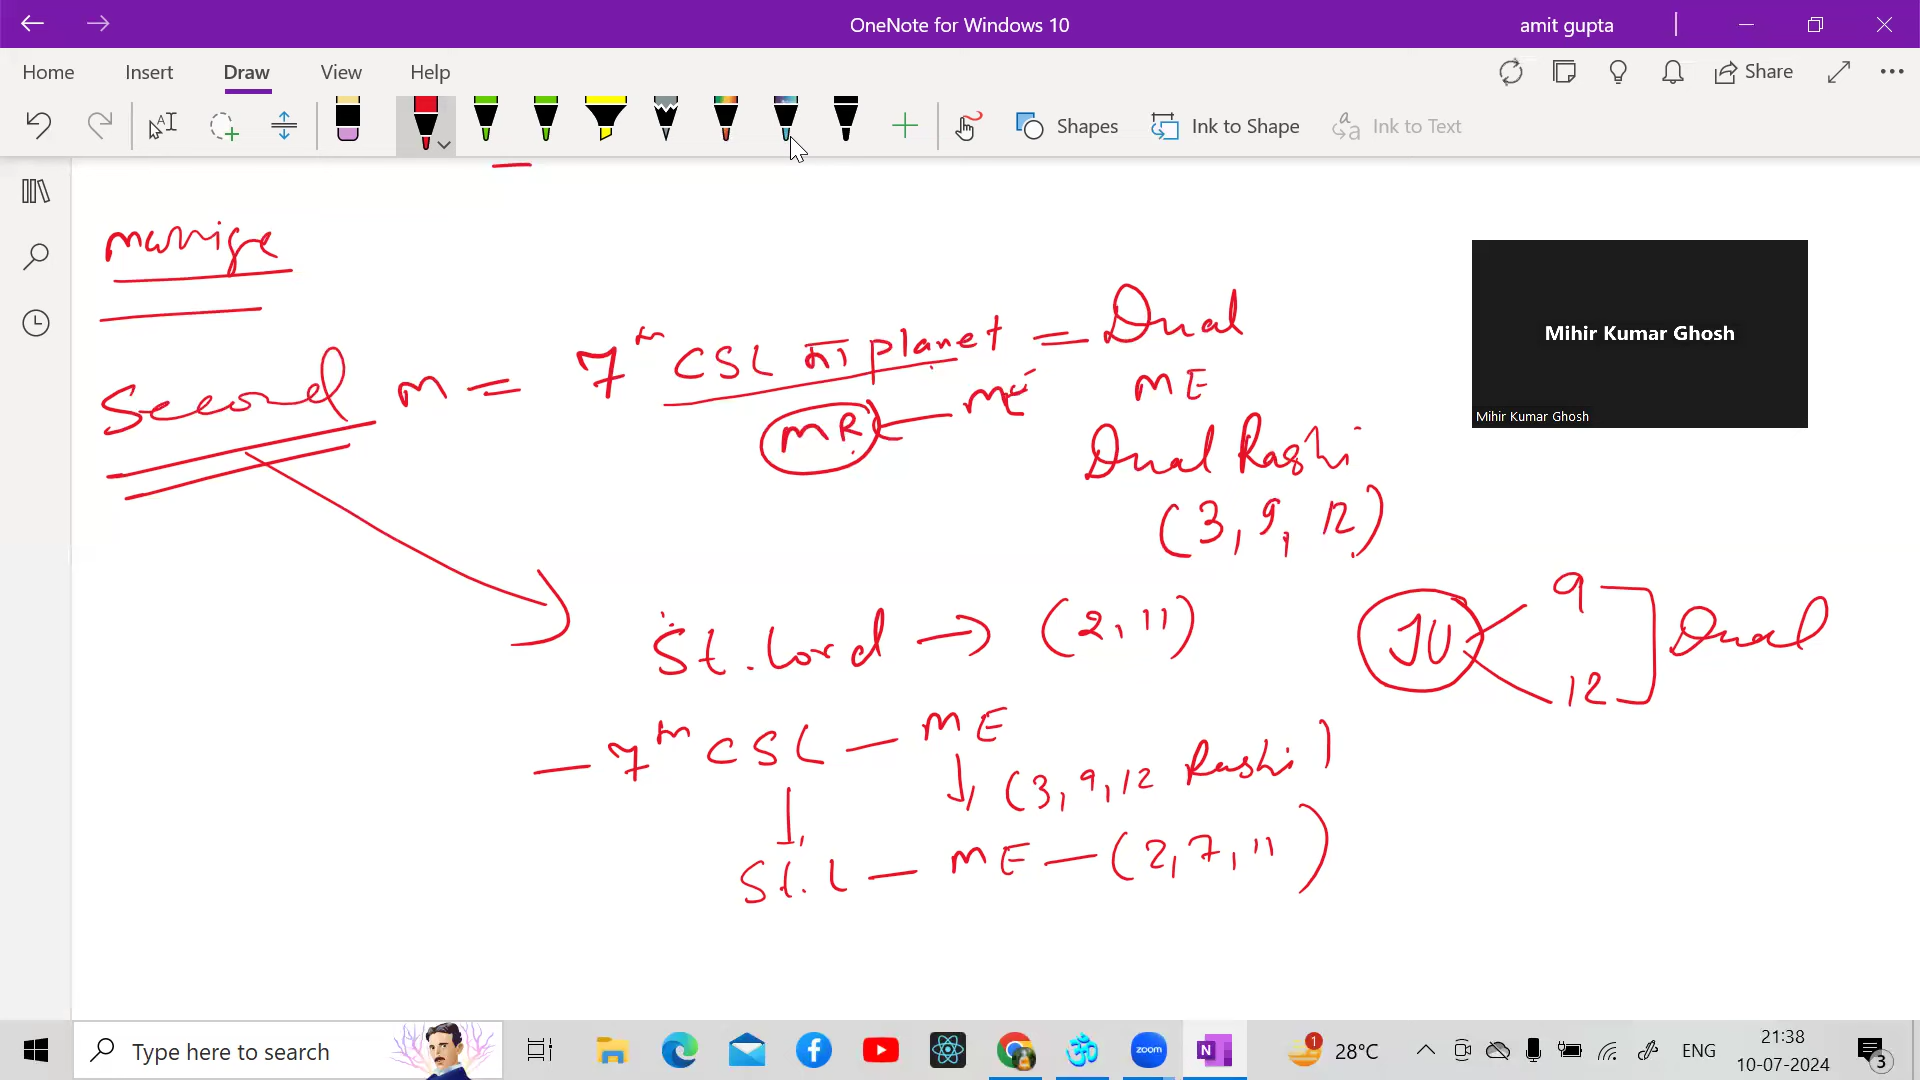 OneNote for Windows 10
amit gupta
Home Insert Draw View Help
Share
Shapes Ink to Shape Ink to Text
Second m = 7th CSL का planet = Dual
ME
MR — ME
Mihir Kumar Ghosh
Mihir Kumar Ghosh
Dual Rashi
(3, 9, 12)
St. Lord → (2, 11)
JU 9 12 Dual
— 7th CSL — ME
(3, 9, 12 Rashi)
St. L — ME — (2, 7, 11)
Type here to search
zoom
1
28°C
ENG
21:38
10-07-2024
3